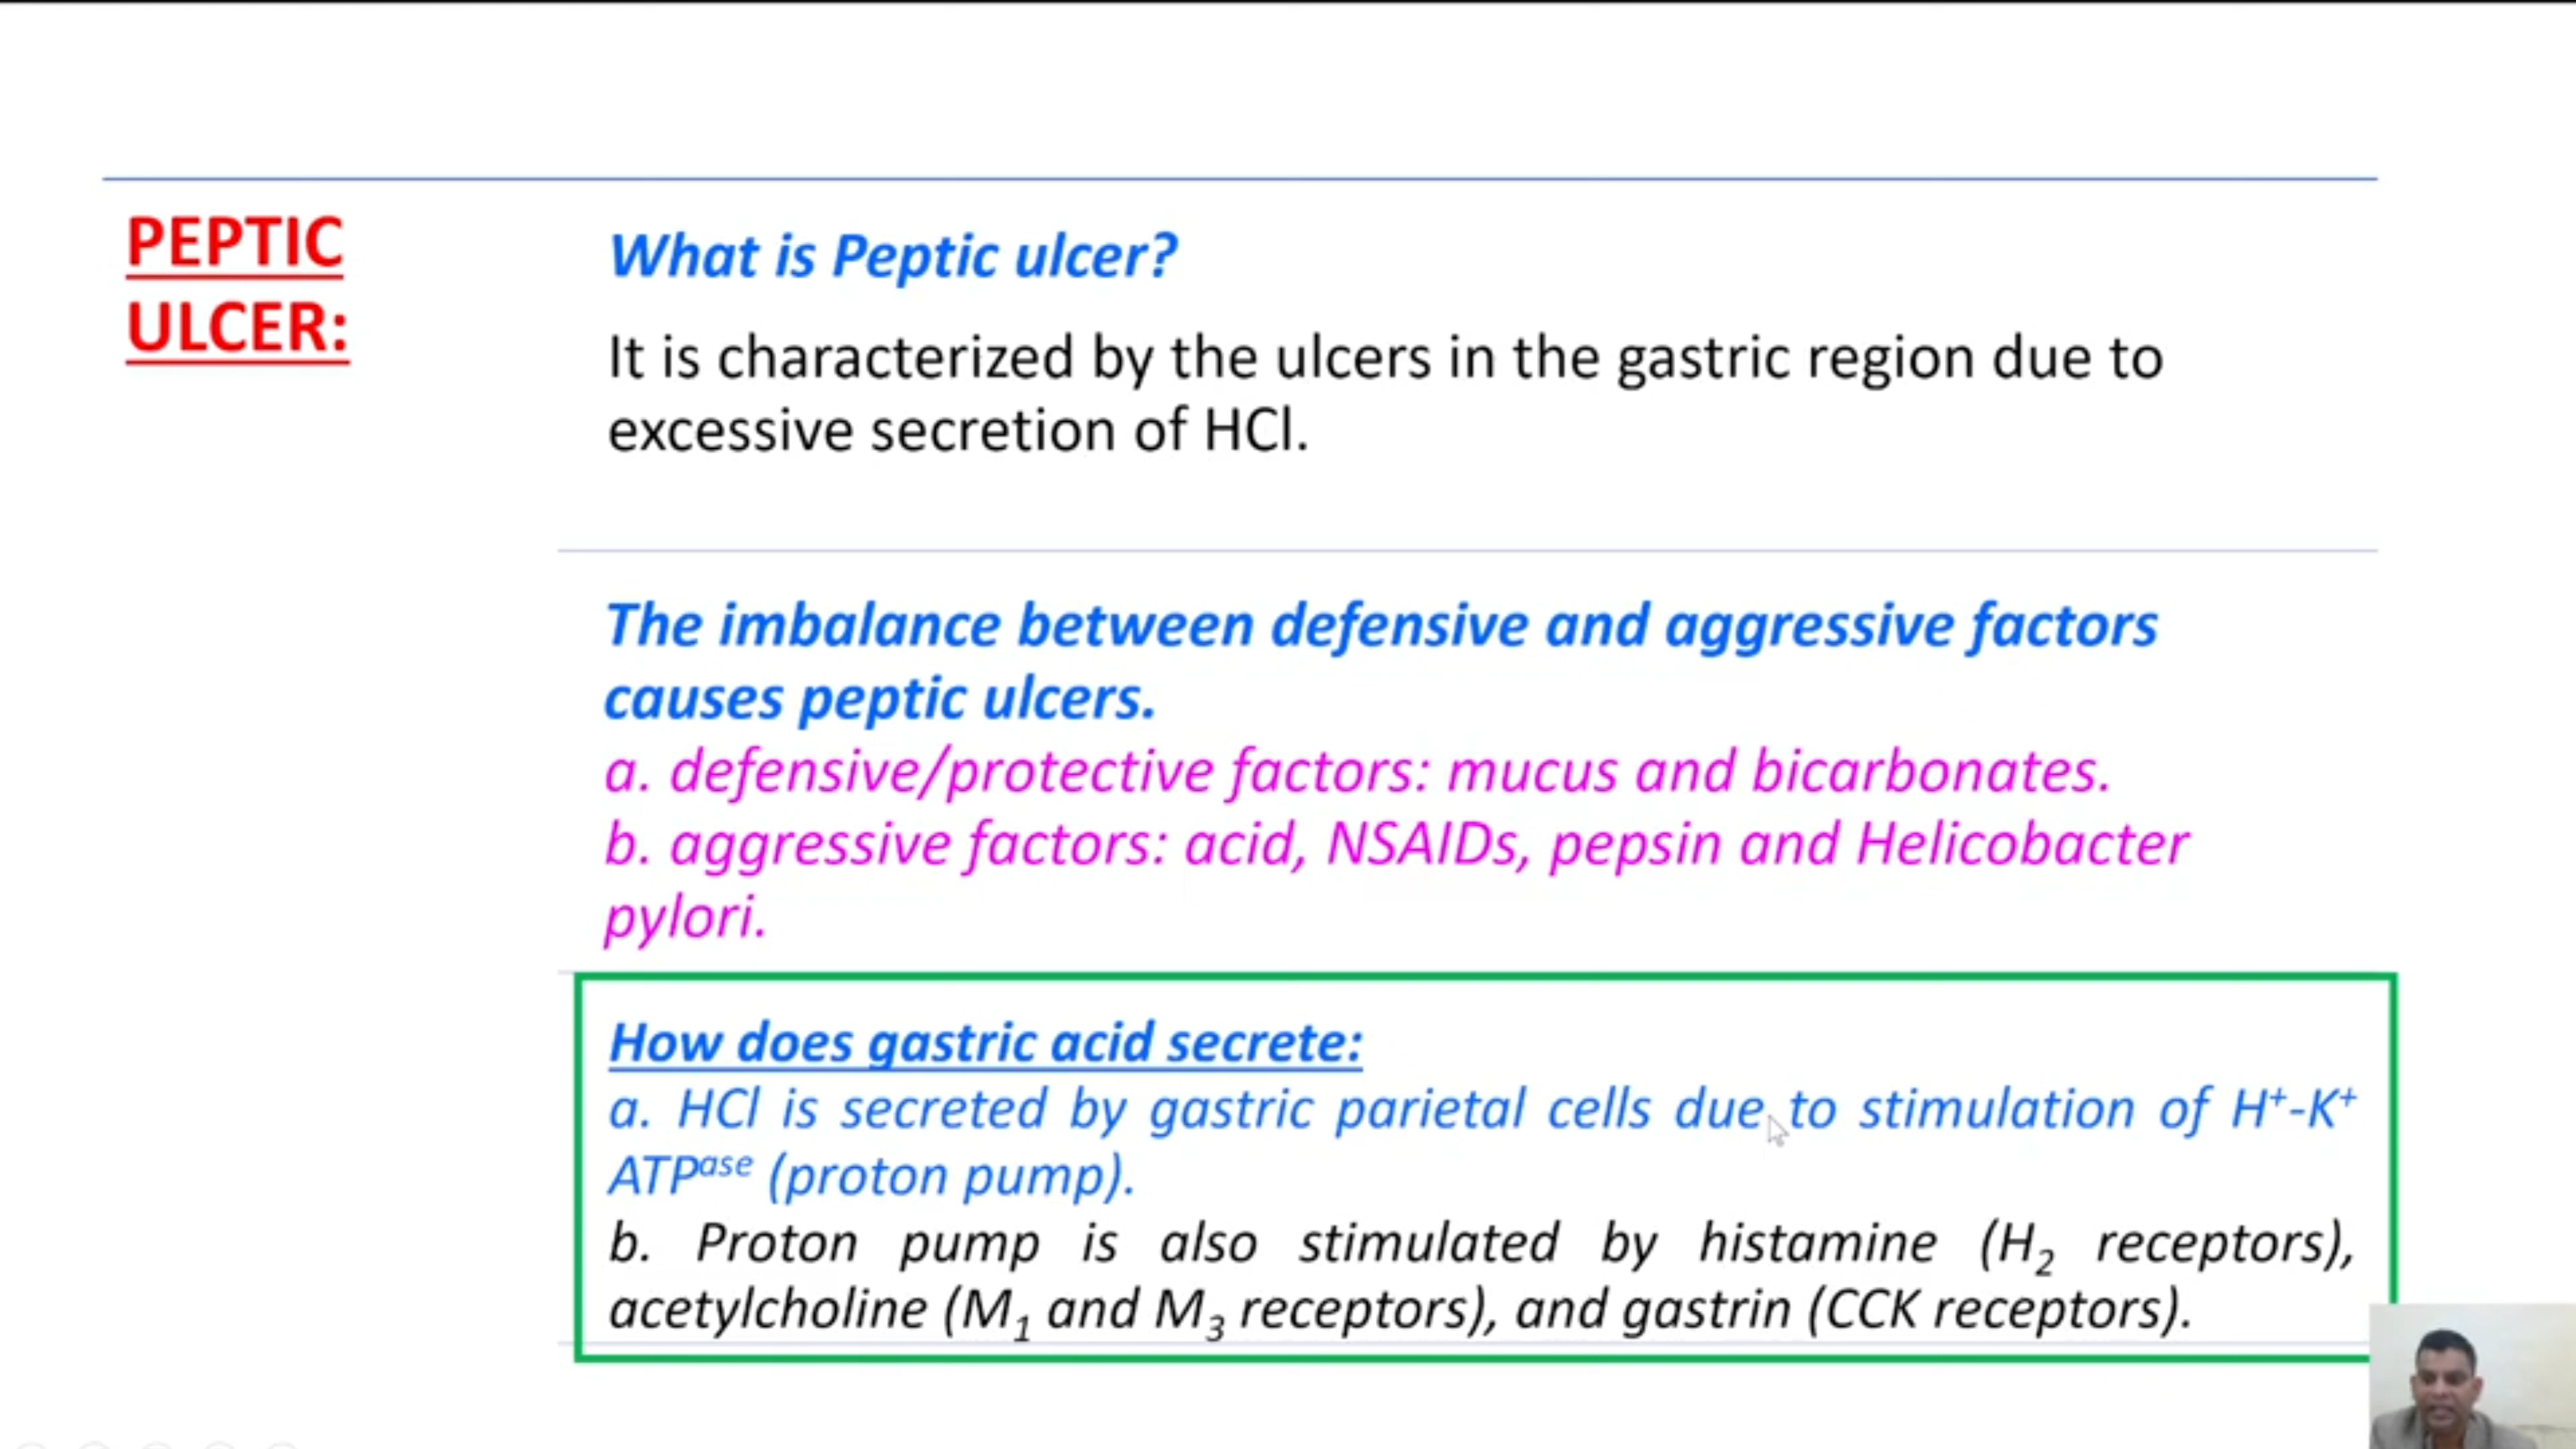 PEPTIC
ULCER:
What is Peptic ulcer?
It is characterized by the ulcers in the gastric region due to
excessive secretion of HCl.
The imbalance between defensive and aggressive factors
causes peptic ulcers.
a. defensive/protective factors: mucus and bicarbonates.
b. aggressive factors: acid, NSAIDs, pepsin and Helicobacter
pylori.
How does gastric acid secrete:
a. HCl is secreted by gastric parietal cells due to stimulation of H⁺-K⁺
ATPᵃˢᵉ (proton pump).
b. Proton pump is also stimulated by histamine (H₂ receptors),
acetylcholine (M₁ and M₃ receptors), and gastrin (CCK receptors).